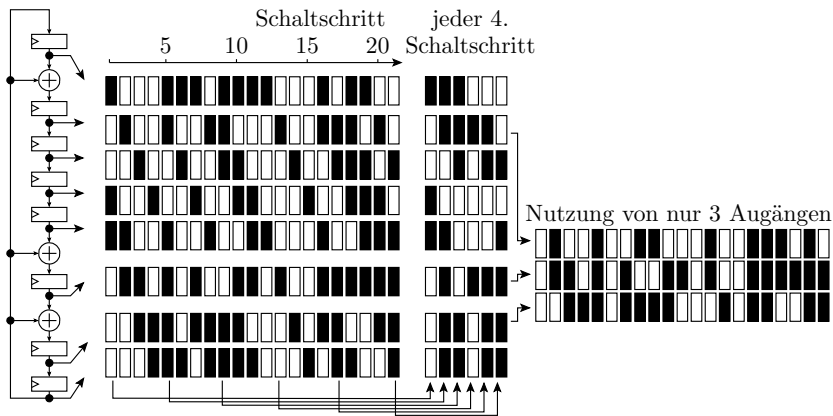 Schaltschritt
5 10 15 20
jeder 4.
Schaltschritt
Nutzung von nur 3 Augängen